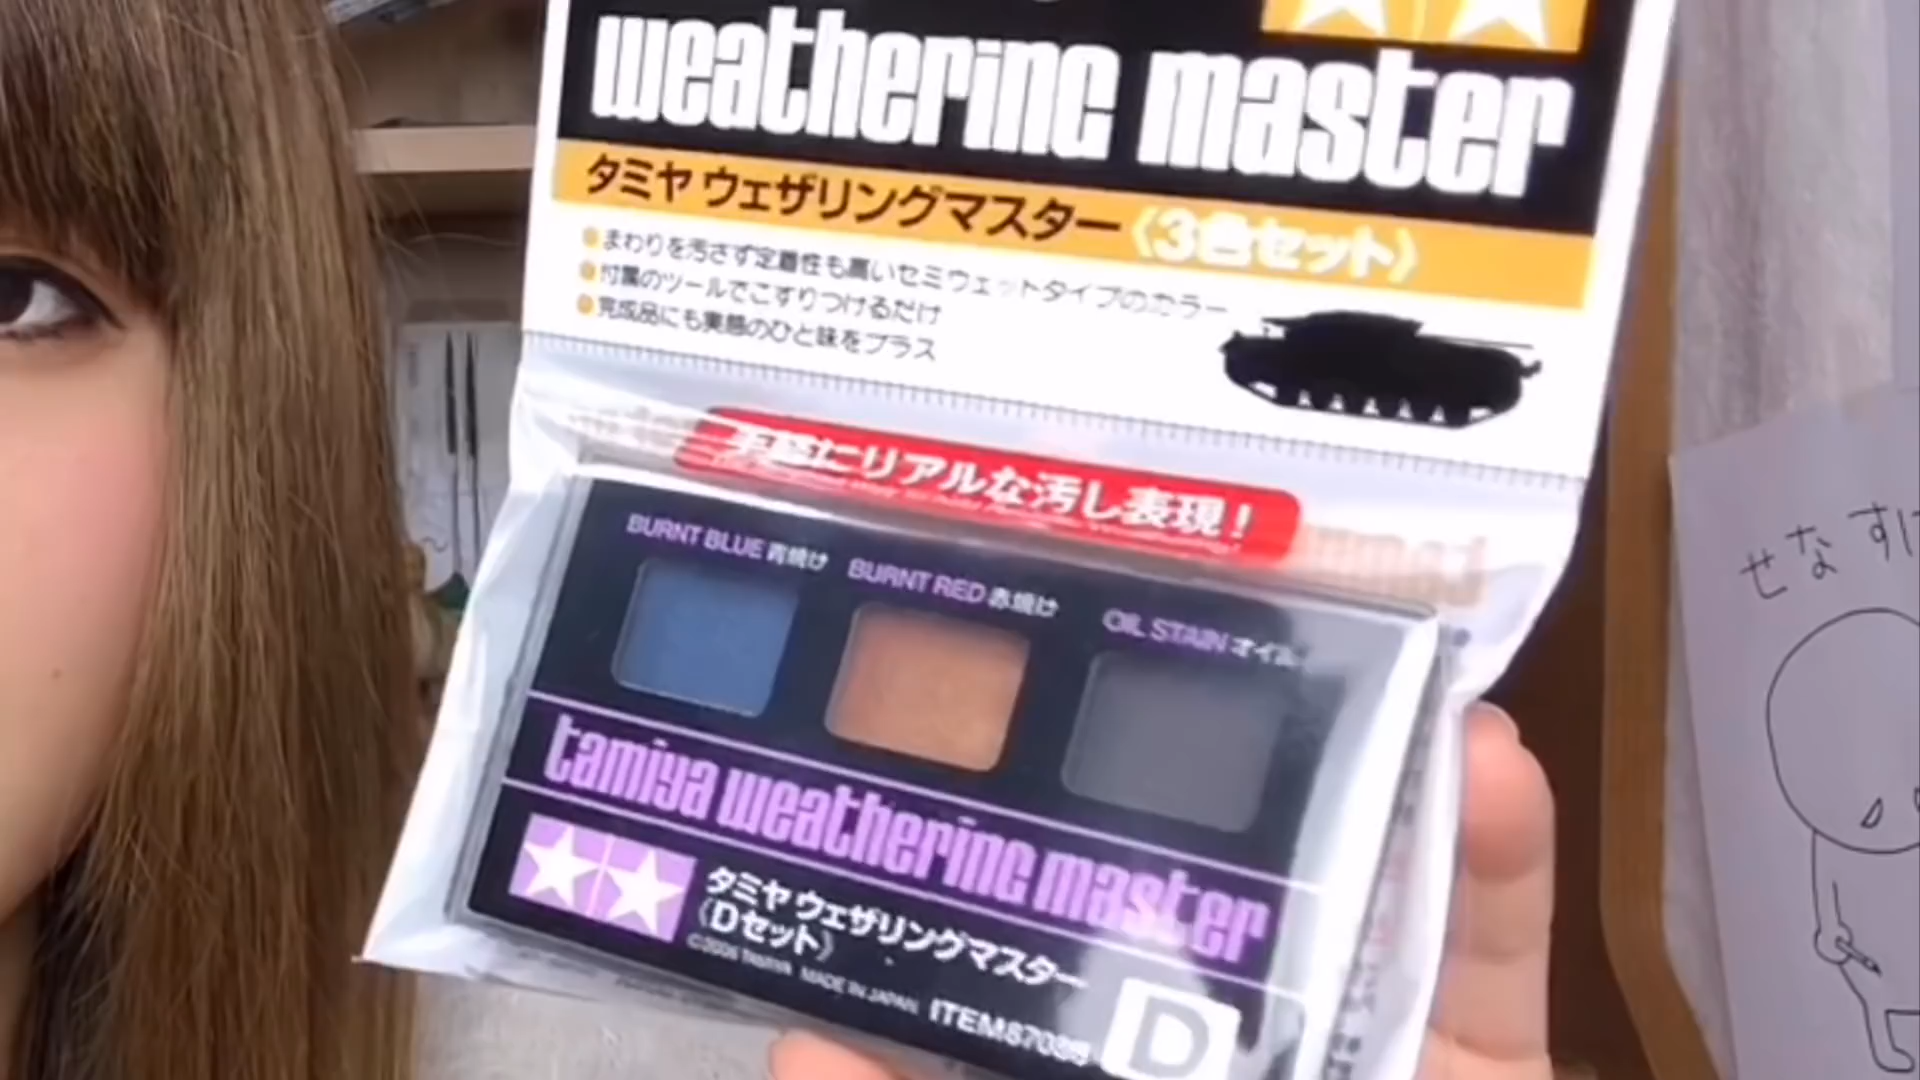 weathering master
タミヤ ウェザリングマスター《3色セット》
まわりを汚さず定着性も高いセミウェットタイプのカラー
付属のツールでこすりつけるだけ
完成品にも実感のひと味をプラス
手軽にリアルな汚し表現！
BURNT BLUE 青焼け
BURNT RED 赤焼け
OIL STAIN オイル
tamiya weathering master
タミヤ ウェザリングマスター
《Dセット》
TAMIYA MADE IN JAPAN
D
せなすけ